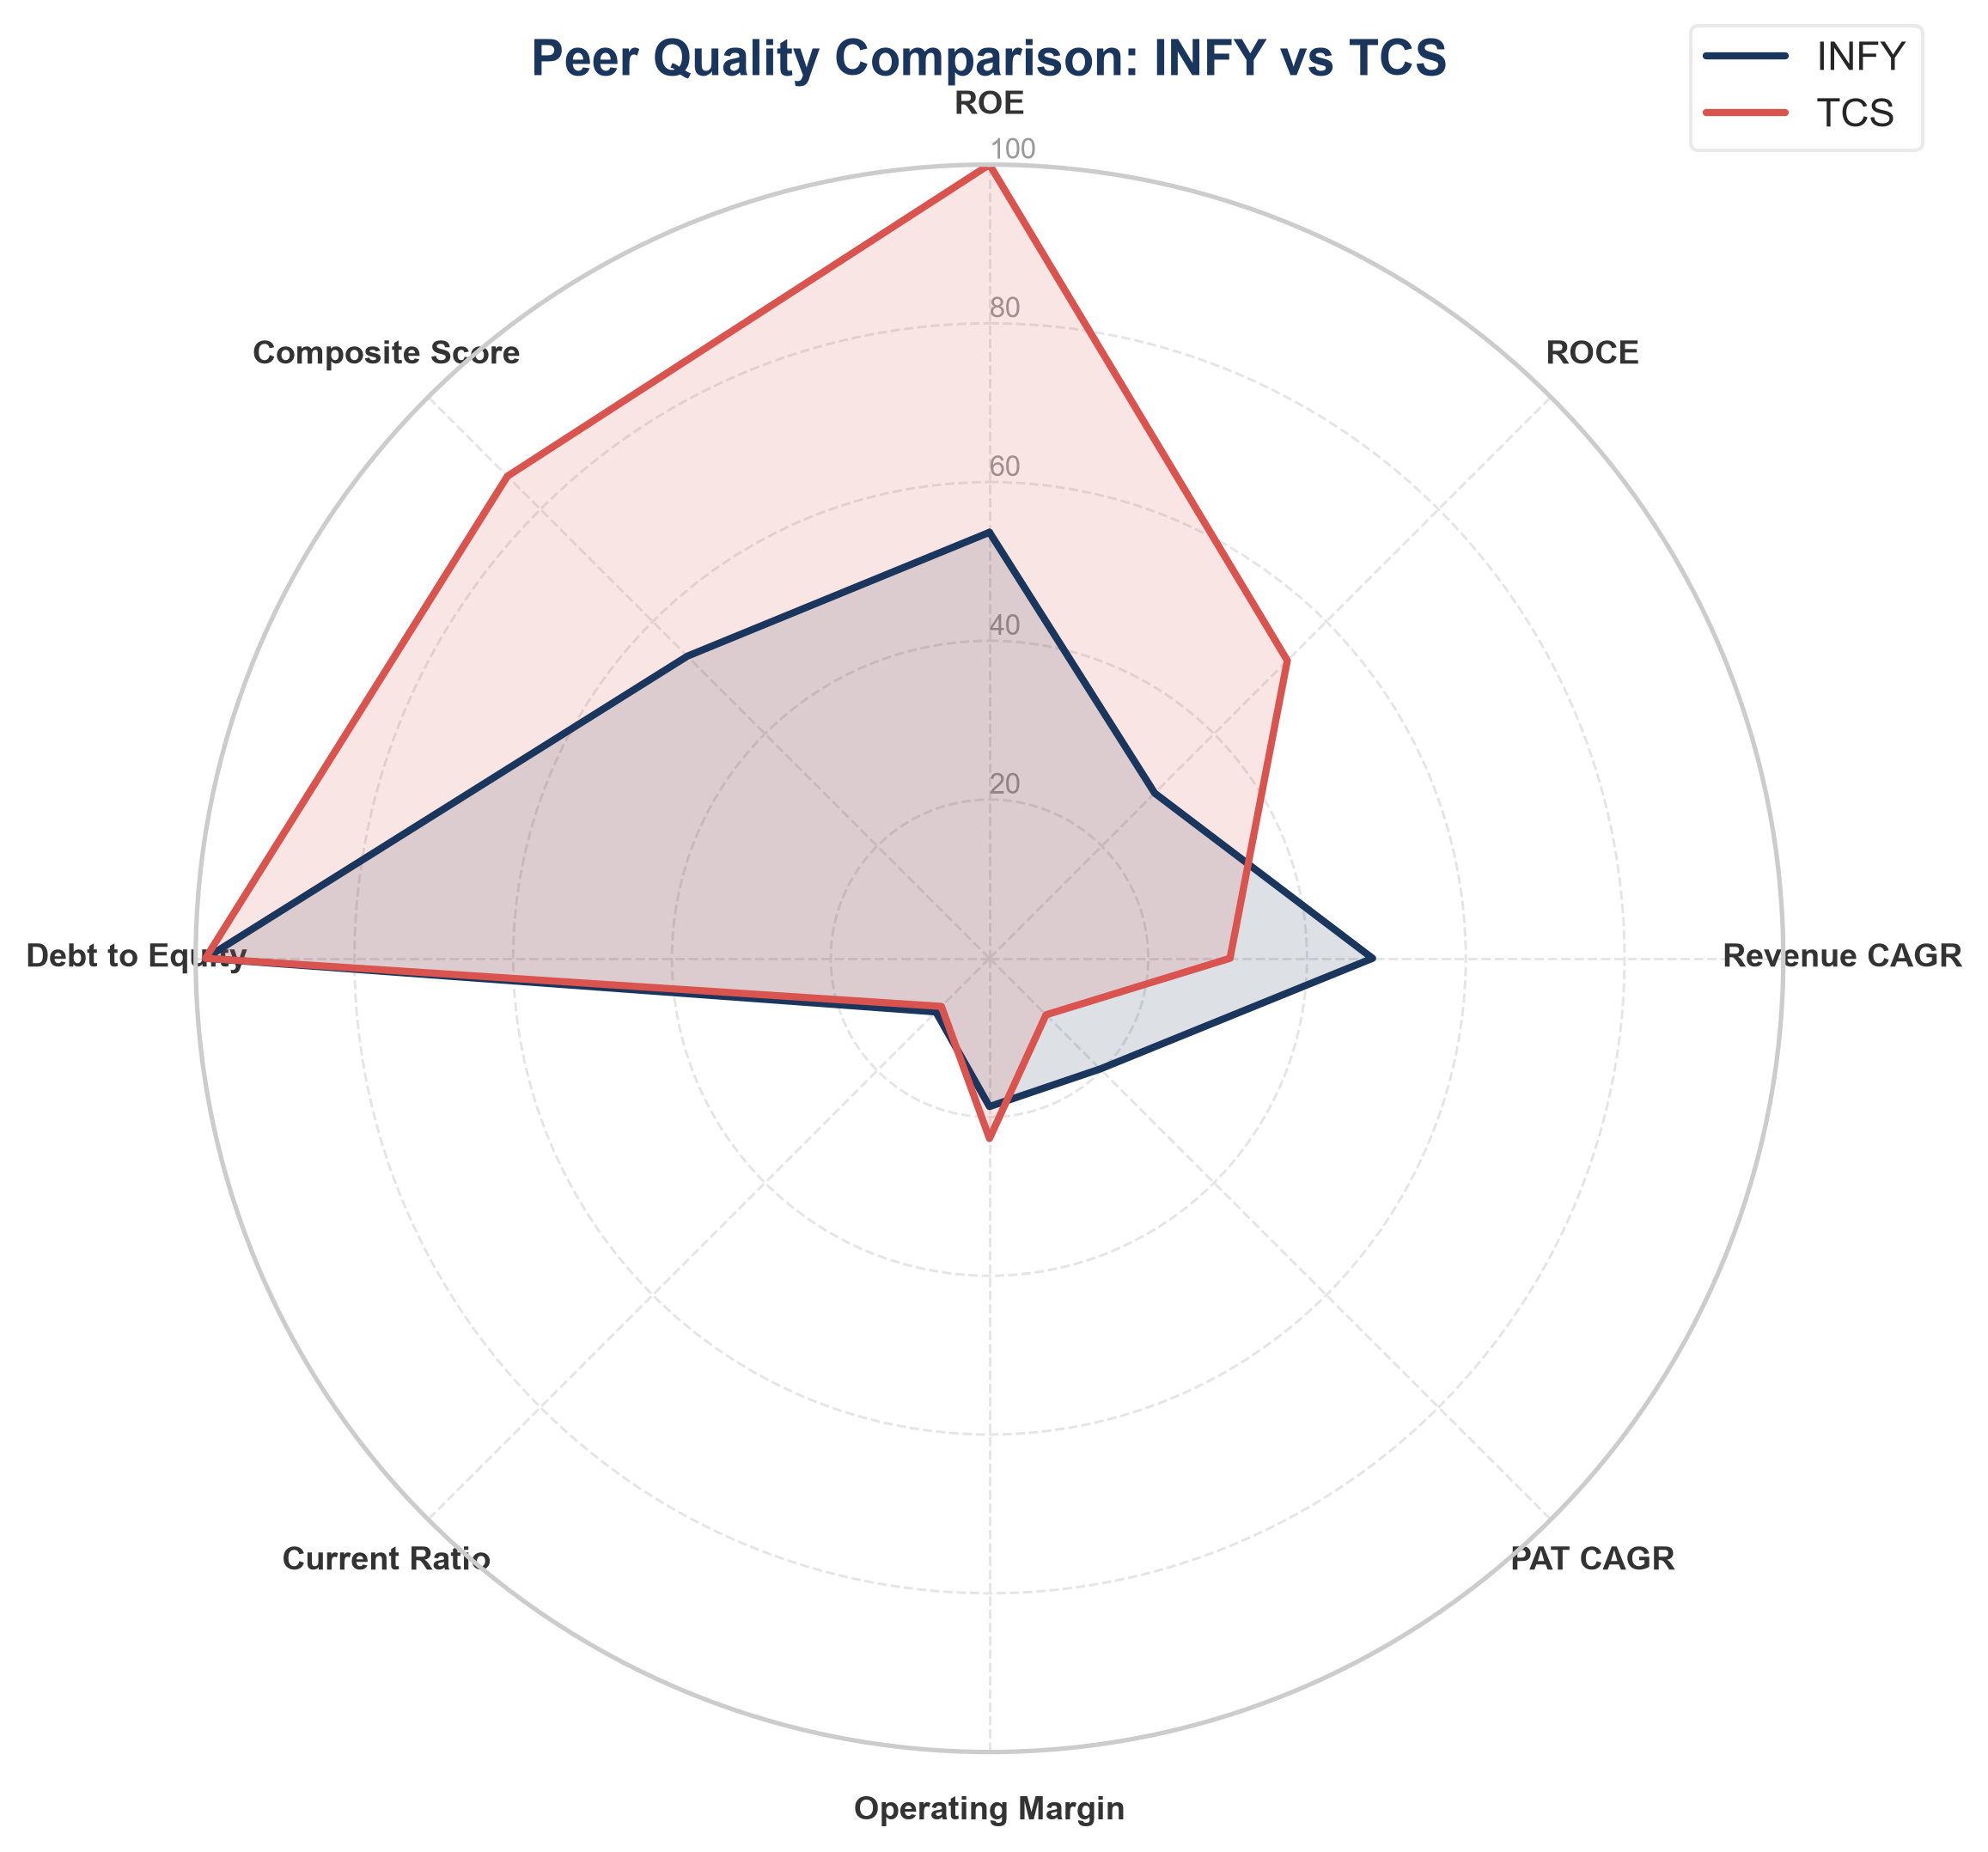 Peer Quality Comparison: INFY vs TCS
INFY
TCS
ROE
100
80
60
40
20
Composite Score
ROCE
Debt to Equity
Revenue CAGR
Current Ratio
PAT CAGR
Operating Margin